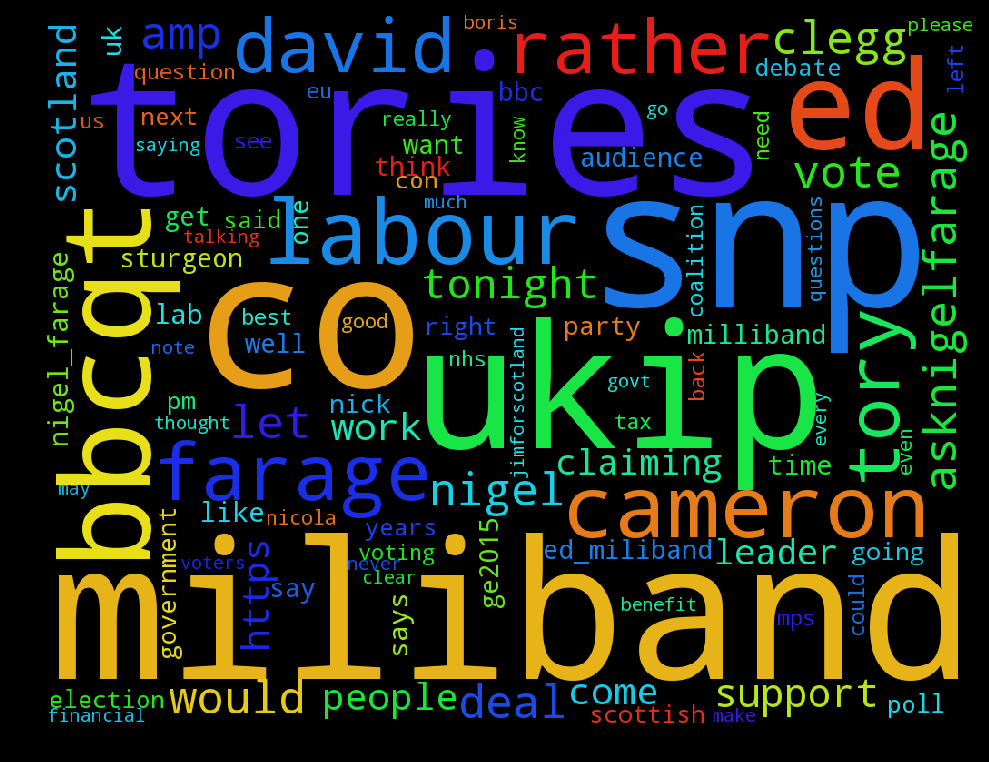 boris
amp
david
rather
clegg
please
uk
scotland
tories
question
eu
bbc
debate
left
ed
us
next
saying
see
really
want
think
con
know
go
audience
need
vote
asknigelfarage
much
get
said
talking
one
labour
snp
coalition
questions
bbcqt
sturgeon
nigel_farage
co
tonight
lab
best
good
right
party
milliband
tory
note
well
nhs
ukip
jimforscotland
govt
back
every
even
pm
thought
let
nick
work
tax
farage
claiming
time
may
nigel
cameron
like
nicola
years
ge2015
government
voters
https
say
voting
never
clear
says
ed_miliband
leader
going
miliband
benefit
mps
could
election
financial
would
people
deal
come
scottish
support
make
poll